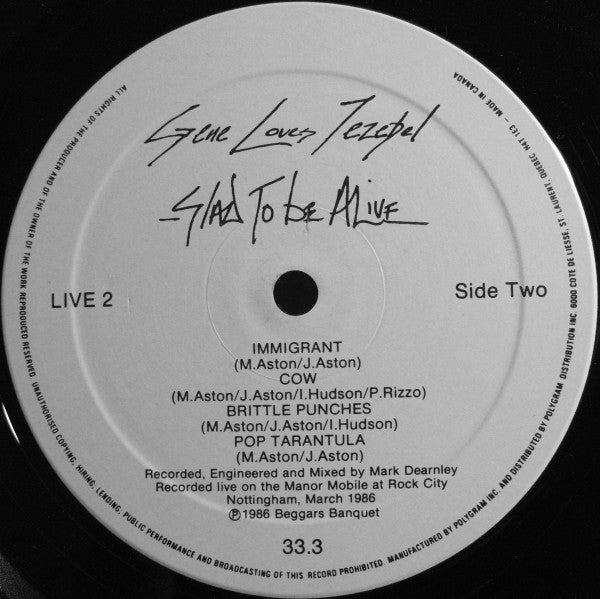 Gene Loves Jezebel
Glad To be Alive
LIVE 2
Side Two
IMMIGRANT
(M.Aston/J.Aston)
COW
(M.Aston/J.Aston/I.Hudson/P.Rizzo)
BRITTLE PUNCHES
(M.Aston/J.Aston/I.Hudson)
POP TARANTULA
(M.Aston/J.Aston)
Recorded, Engineered and Mixed by Mark Dearnley
Recorded live on the Manor Mobile at Rock City
Nottingham, March 1986
℗1986 Beggars Banquet
33.3
ALL RIGHTS OF THE PRODUCER AND OF THE OWNER OF THE WORK REPRODUCED RESERVED. UNAUTHORISED COPYING, HIRING, LENDING, PUBLIC PERFORMANCE AND BROADCASTING OF THIS RECORD PROHIBITED. MANUFACTURED BY POLYGRAM INC. AND DISTRIBUTED BY POLYGRAM DISTRIBUTION INC. 6000 COTE DE LIESSE, ST. LAURENT, QUEBEC H4T 1E3 – MADE IN CANADA